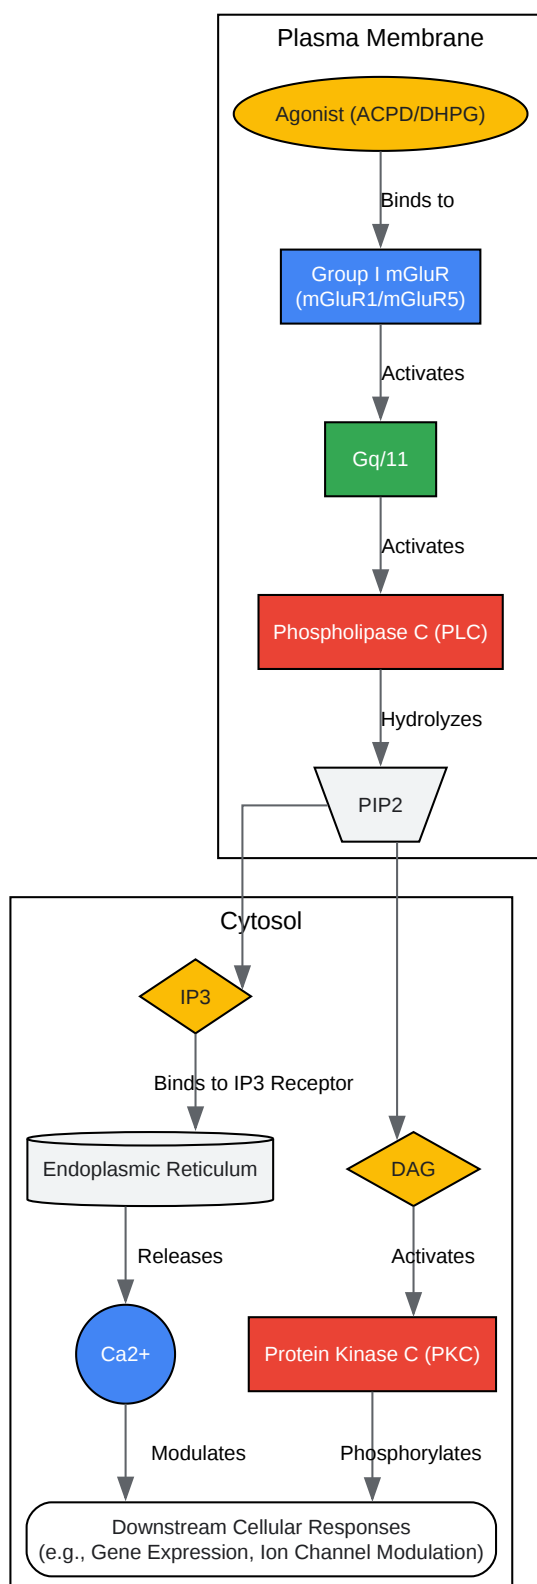 Plasma Membrane
Agonist (ACPD/DHPG)
Binds to
Group I mGluR
(mGluR1/mGluR5)
Activates
Gq/11
Activates
Phospholipase C (PLC)
Hydrolyzes
PIP2
Cytosol
IP3
Binds to IP3 Receptor
Endoplasmic Reticulum
DAG
Releases
Activates
Ca2+
Protein Kinase C (PKC)
Modulates
Phosphorylates
Downstream Cellular Responses
(e.g., Gene Expression, Ion Channel Modulation)